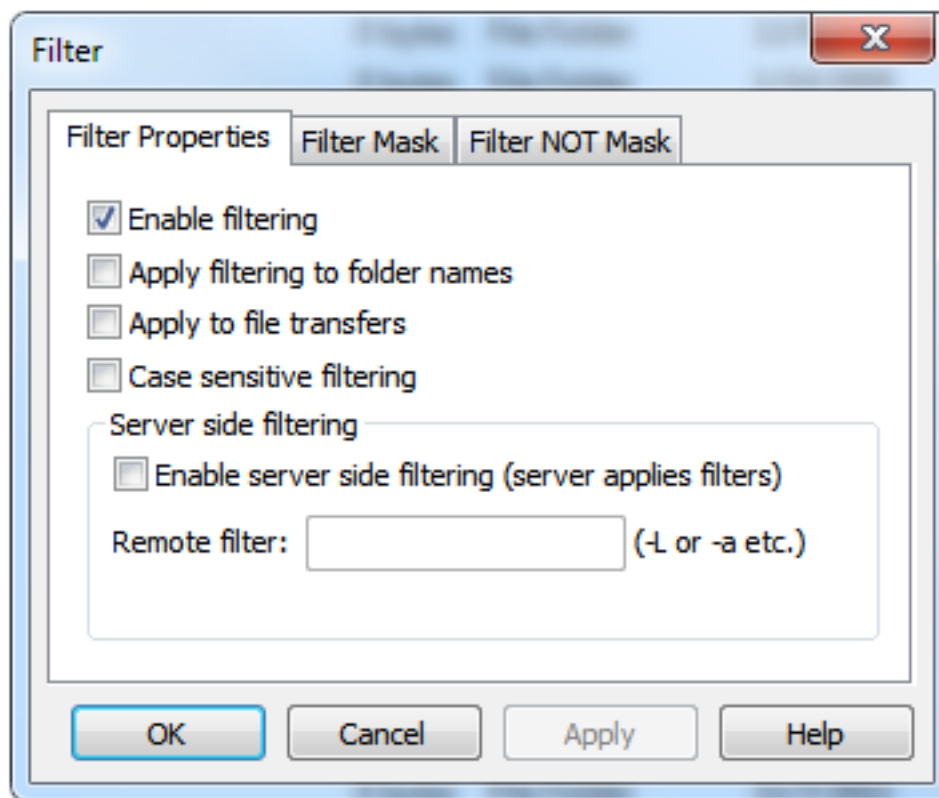 Filter
Filter Properties Filter Mask Filter NOT Mask
Enable filtering
Apply filtering to folder names
Apply to file transfers
Case sensitive filtering
Server side filtering
Enable server side filtering (server applies filters)
Remote filter: (-L or -a etc.)
OK Cancel Apply Help